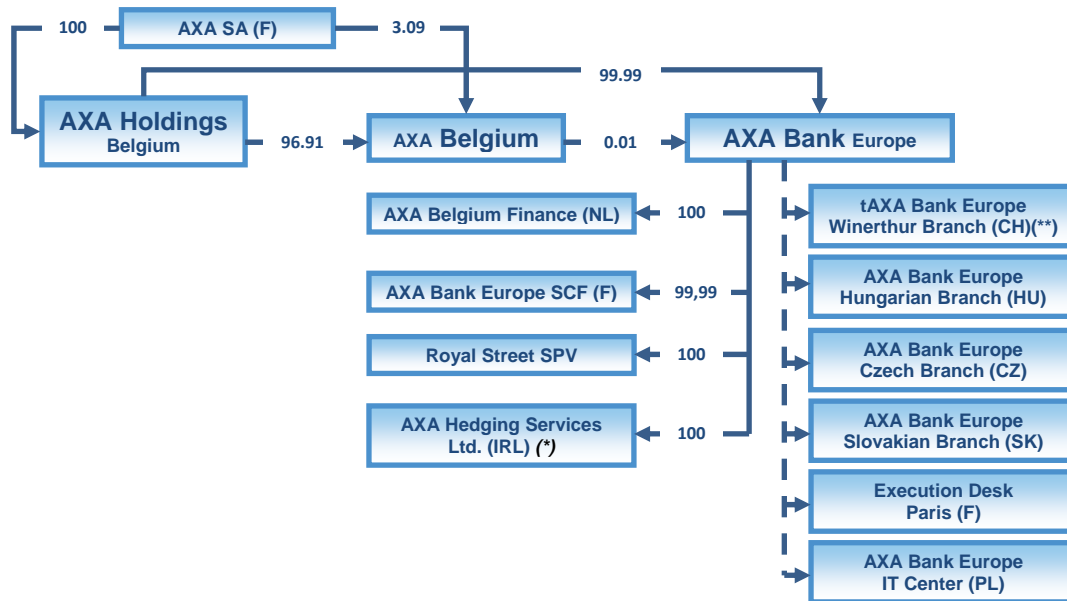 100
AXA SA (F)
3.09
99.99
AXA Holdings
Belgium
96.91
AXA Belgium
0.01
AXA Bank Europe
AXA Belgium Finance (NL)
100
AXA Bank Europe SCF (F)
99,99
Royal Street SPV
100
AXA Hedging Services
Ltd. (IRL) (*)
100
tAXA Bank Europe
Winerthur Branch (CH)(**)
AXA Bank Europe
Hungarian Branch (HU)
AXA Bank Europe
Czech Branch (CZ)
AXA Bank Europe
Slovakian Branch (SK)
Execution Desk
Paris (F)
AXA Bank Europe
IT Center (PL)